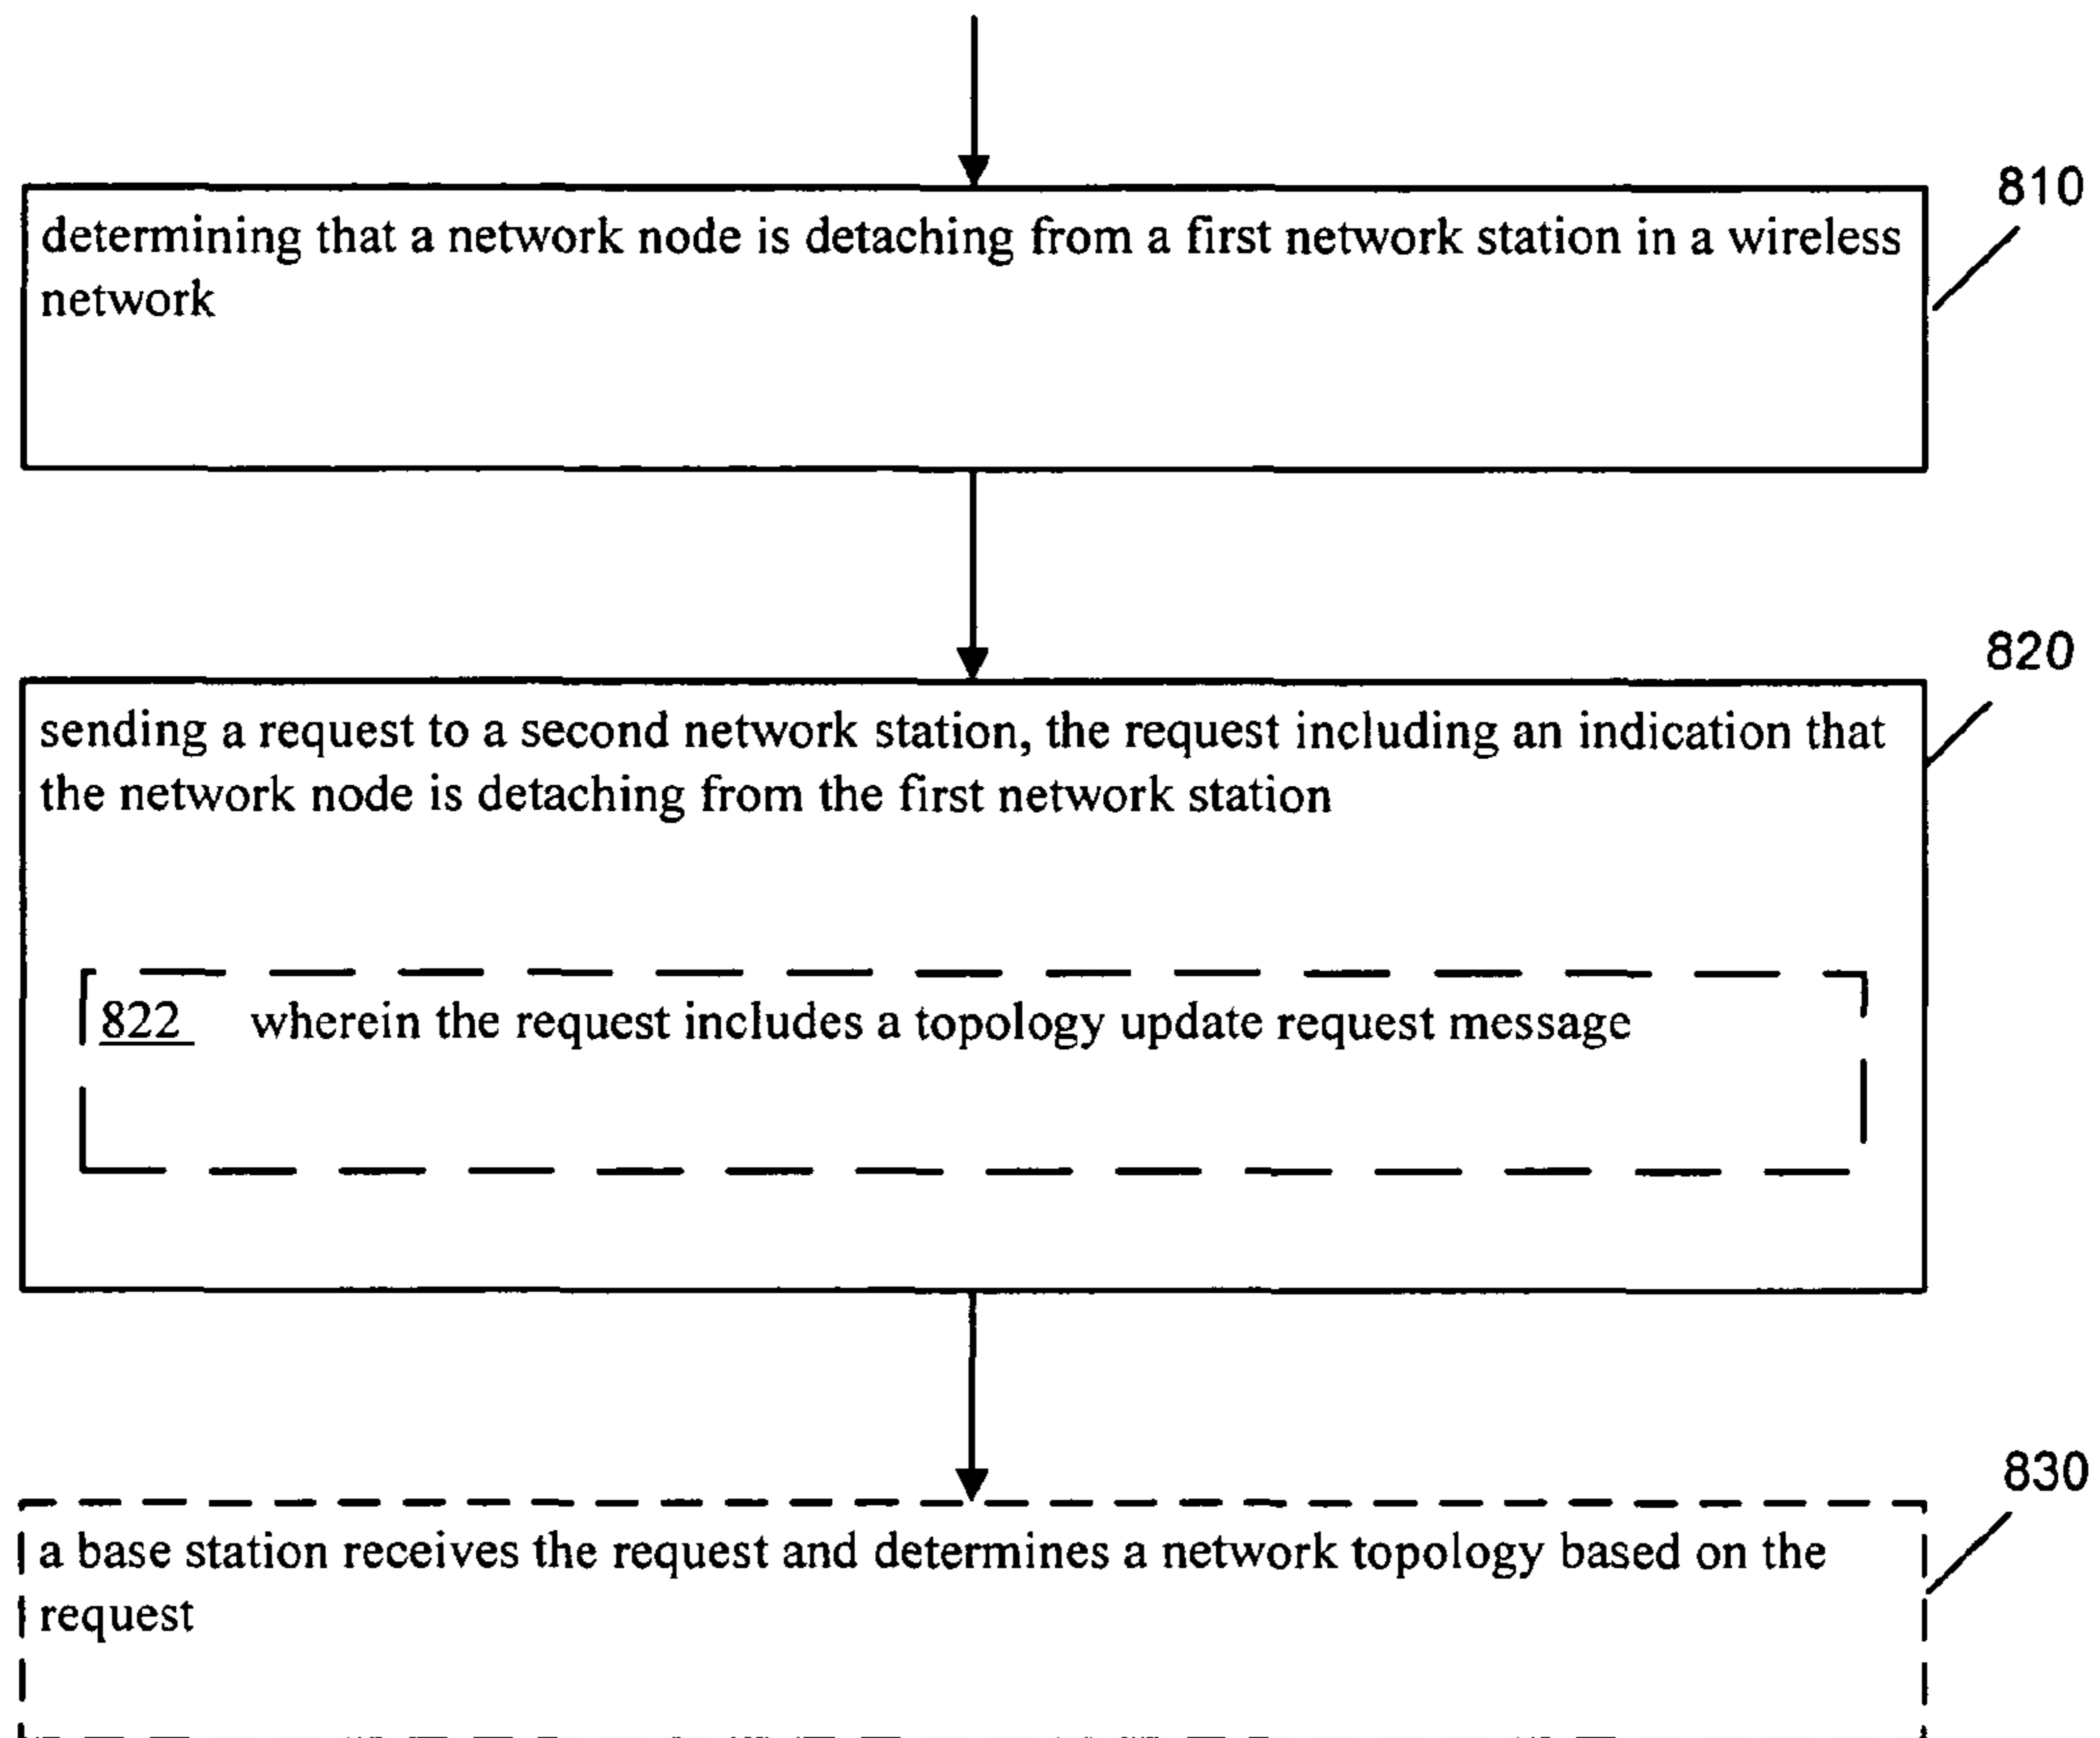 810
determining that a network node is detaching from a first network station in a wireless
network
820
sending a request to a second network station, the request including an indication that
the network node is detaching from the first network station
822 wherein the request includes a topology update request message
830
a base station receives the request and determines a network topology based on the
request